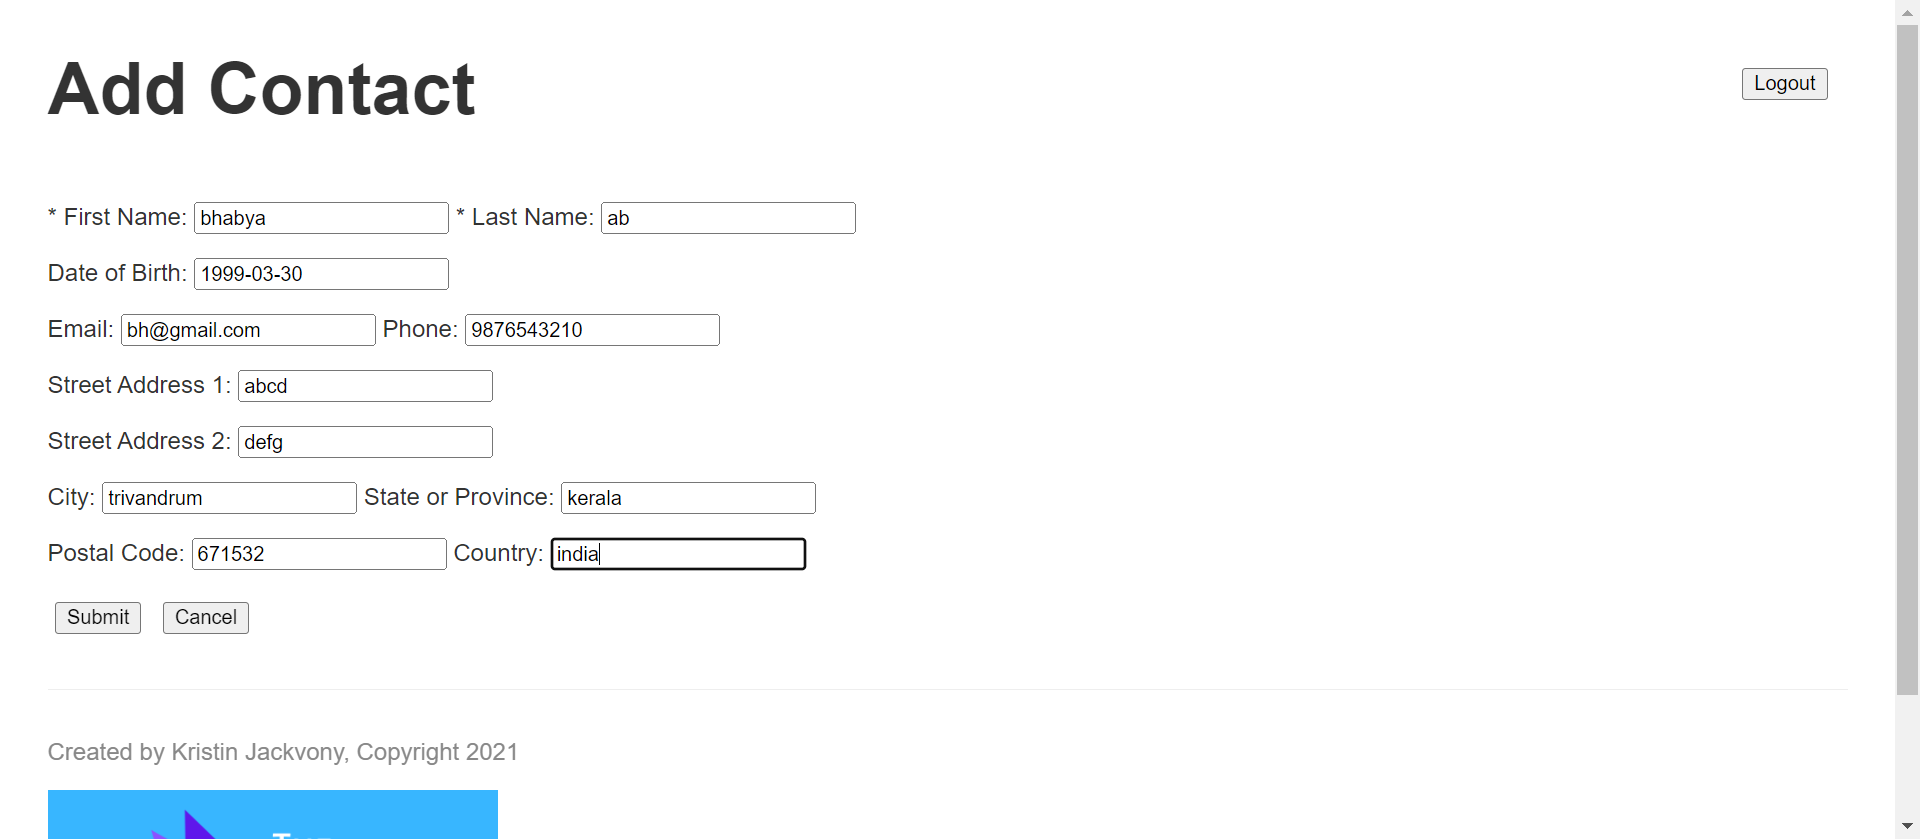 Add Contact
Logout
* First Name: bhabya * Last Name: ab
Date of Birth: 1999-03-30
Email: bh@gmail.com Phone: 9876543210
Street Address 1: abcd
Street Address 2: defg
City: trivandrum State or Province: kerala
Postal Code: 671532 Country: india
Submit Cancel
Created by Kristin Jackvony, Copyright 2021